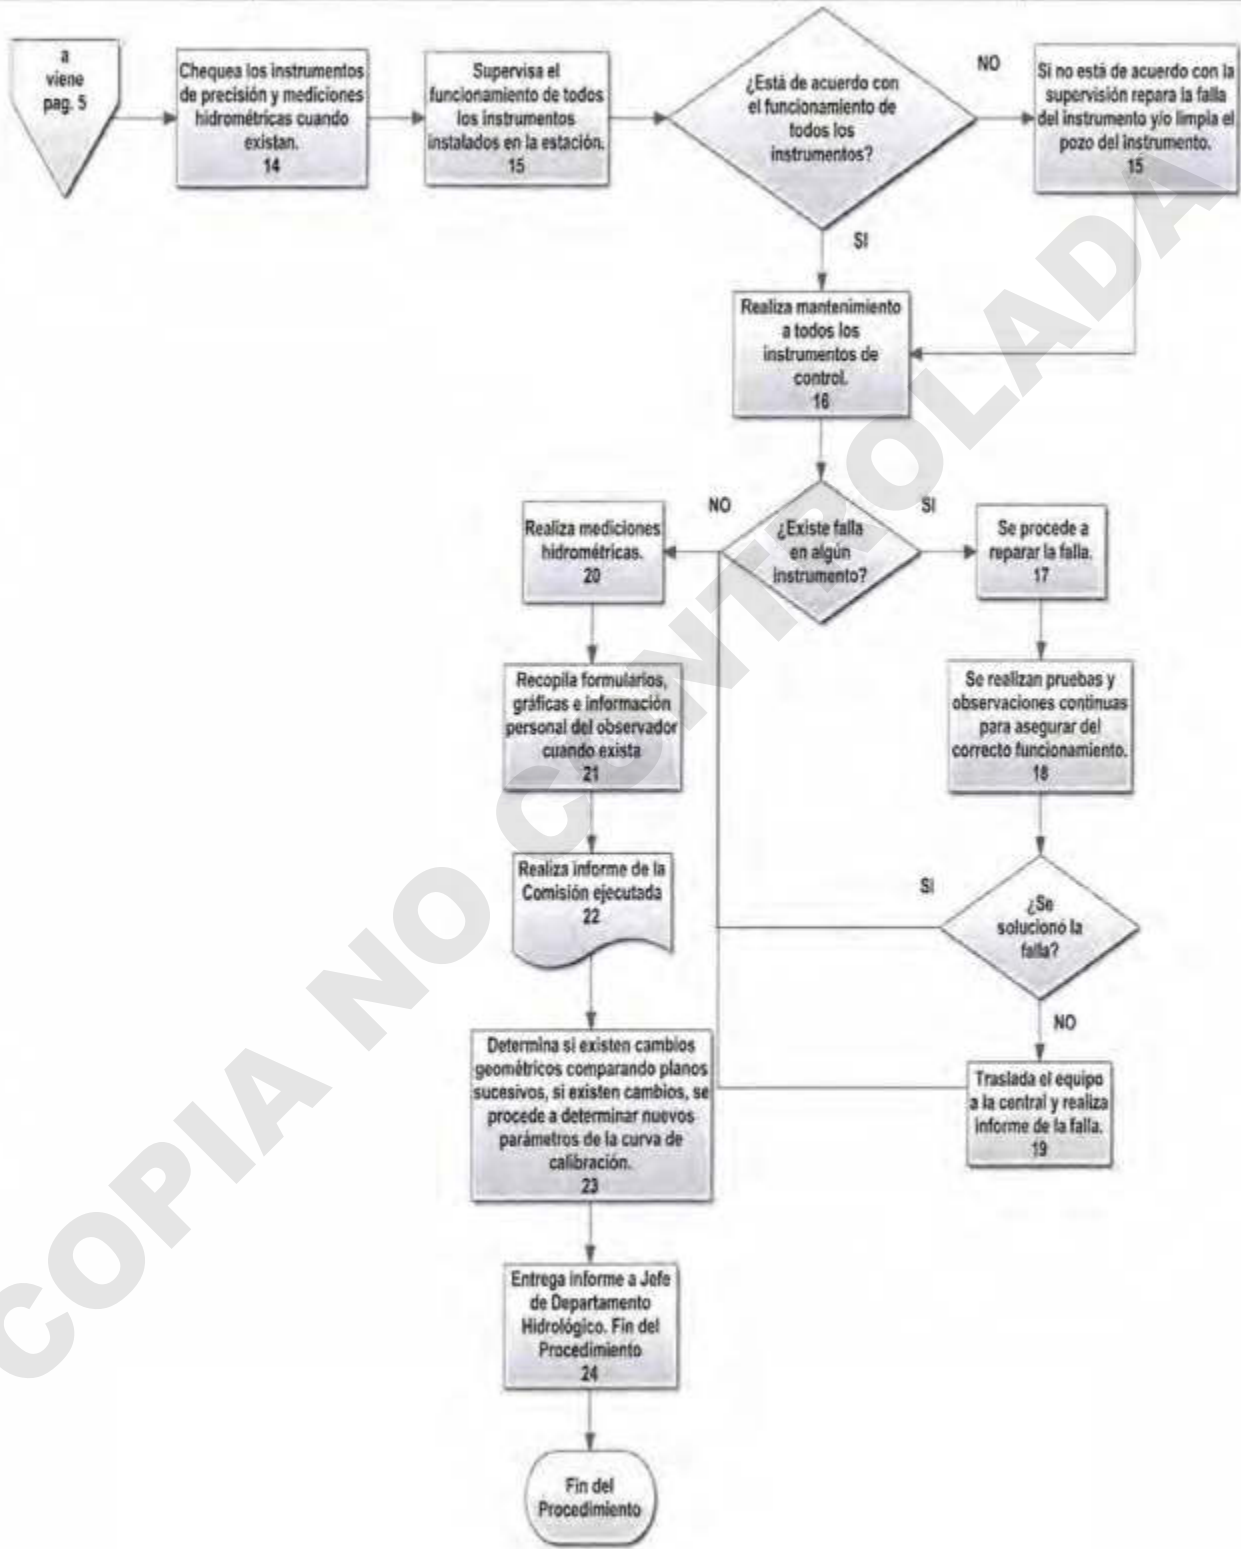 a
viene
pag. 5
Chequea los instrumentos
de precisión y mediciones
hidrométricas cuando
existan.
14
Supervisa el
funcionamiento de todos
los instrumentos
instalados en la estación.
15
¿Está de acuerdo con
el funcionamiento de
todos los
instrumentos?
NO
Si no está de acuerdo con la
supervisión repara la falla
del instrumento y/o limpia el
pozo del instrumento.
15
SI
Realiza mantenimiento
a todos los
instrumentos de
control.
16
¿Existe falla
en algún
instrumento?
NO
SI
Realiza mediciones
hidrométricas.
20
Se procede a
reparar la falla.
17
Recopila formularios,
gráficas e información
personal del observador
cuando exista
21
Se realizan pruebas y
observaciones continuas
para asegurar del
correcto funcionamiento.
18
Realiza informe de la
Comisión ejecutada
22
SI
¿Se
solucionó la
falla?
NO
Determina si existen cambios
geométricos comparando planos
sucesivos, si existen cambios, se
procede a determinar nuevos
parámetros de la curva de
calibración.
23
Traslada el equipo
a la central y realiza
informe de la falla.
19
Entrega informe a Jefe
de Departamento
Hidrológico. Fin del
Procedimiento
24
Fin del
Procedimiento
COPIA NO CONTROLADA